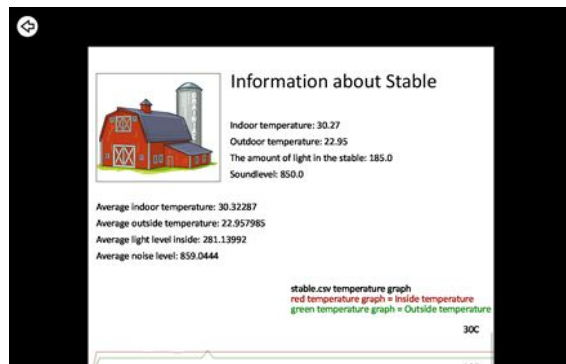 Information about Stable
Indoor temperature: 30.27
Outdoor temperature: 22.95
The amount of light in the stable: 185.0
Soundlevel: 850.0
Average indoor temperature: 30.32287
Average outside temperature: 22.957985
Average light level inside: 281.13992
Average noise level: 859.0444
stable.csv temperature graph
red temperature graph = Inside temperature
green temperature graph = Outside temperature
30C